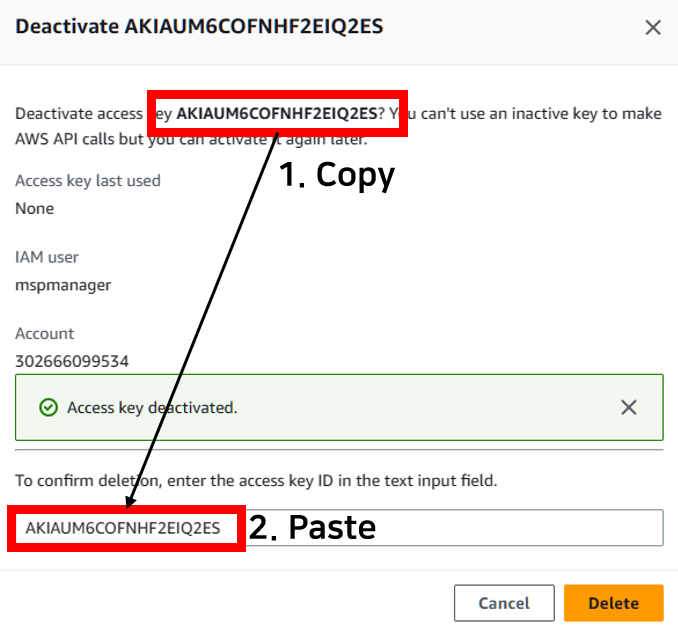 Deactivate AKIAUM6COFNHF2EIQ2ES
Deactivate access key AKIAUM6COFNHF2EIQ2ES? You can't use an inactive key to make
AWS API calls but you can activate it again later.
1. Copy
Access key last used
None
IAM user
mspmanager
Account
302666099534
Access key deactivated.
To confirm deletion, enter the access key ID in the text input field.
AKIAUM6COFNHF2EIQ2ES
2. Paste
Cancel
Delete